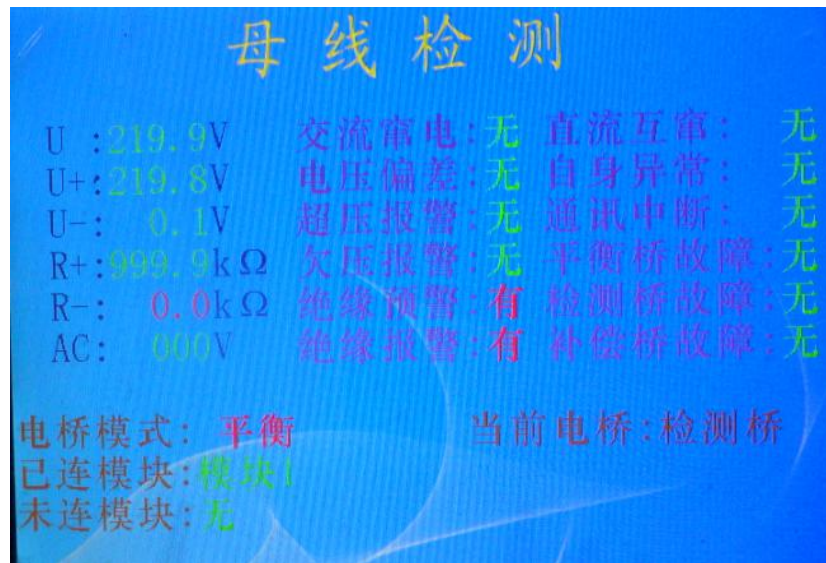 母线检测
U :219.9V 交流窜电:无 直流互窜: 无
U+:219.8V 电压偏差:无 自身异常: 无
U-: 0.1V 超压报警:无 通讯中断: 无
R+:999.9kΩ 欠压报警:无 平衡桥故障:无
R-: 0.0kΩ 绝缘预警:有 检测桥故障:无
AC: 000V 绝缘报警:有 补偿桥故障:无
电桥模式: 平衡 当前电桥:检测桥
已连模块:模块1
未连模块:无